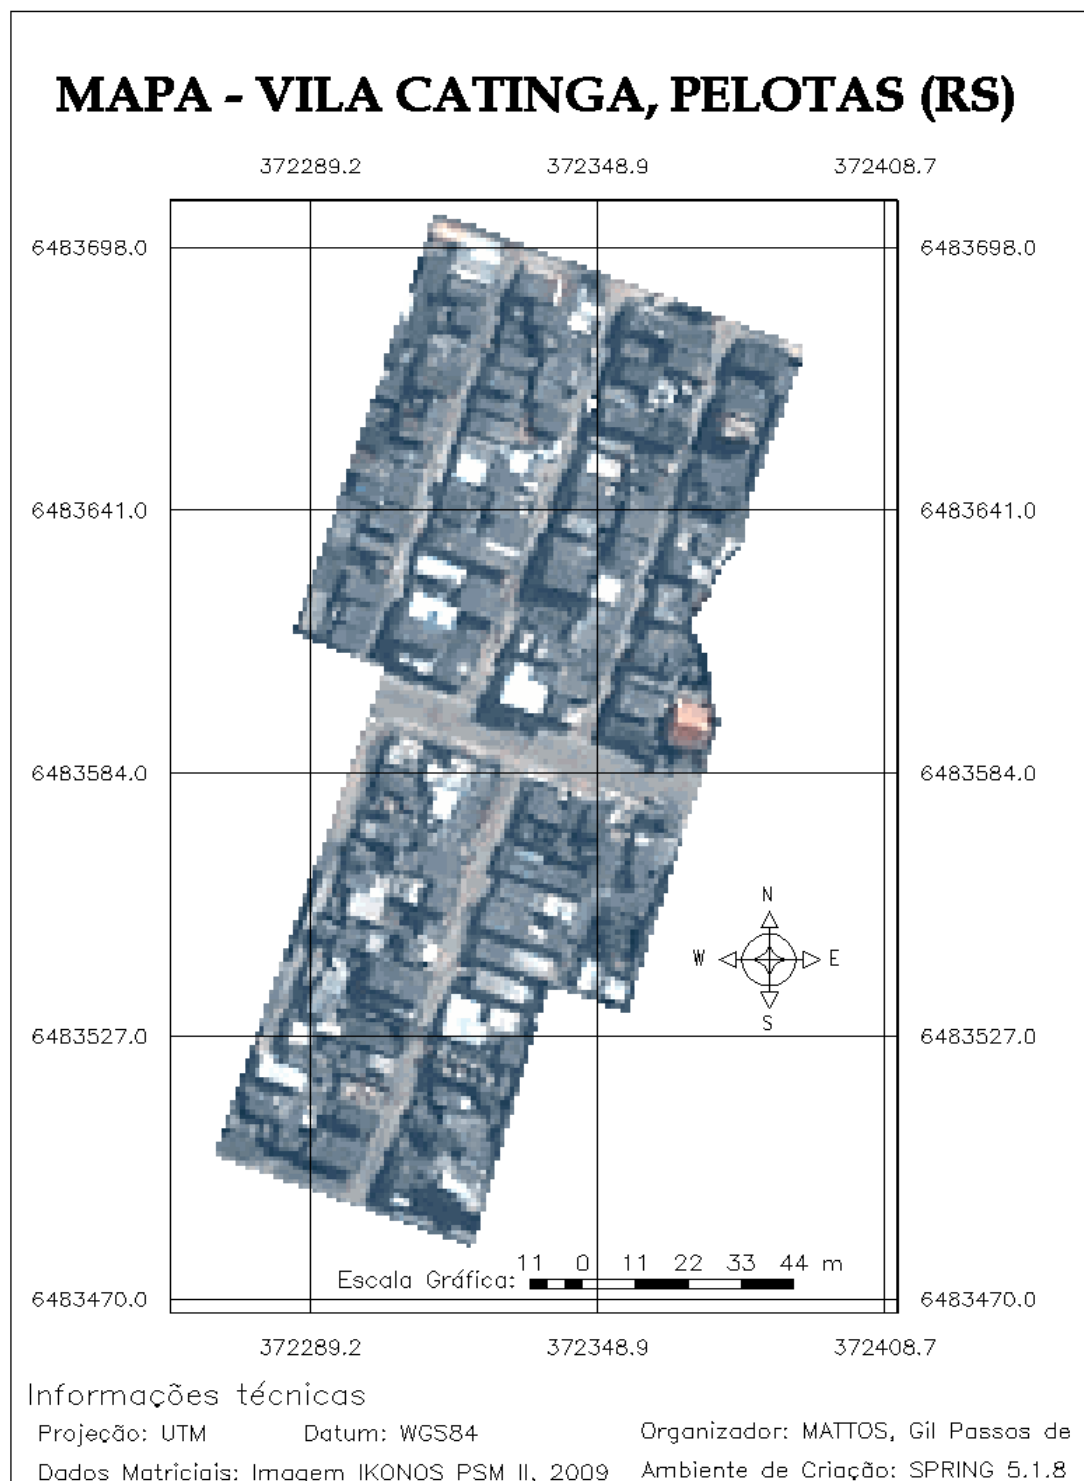 MAPA - VILA CATINGA, PELOTAS (RS)
372289.2 372348.9 372408.7
6483698.0 6483698.0
6483641.0 6483641.0
6483584.0 6483584.0
N
W E
S
6483527.0 6483527.0
11 0 11 22 33 44 m
Escala Gráfica:
6483470.0 6483470.0
372289.2 372348.9 372408.7
Informações técnicas
Projeção: UTM Datum: WGS84 Organizador: MATTOS, Gil Passos de
Dados Matriciais: Imagem IKONOS PSM II, 2009 Ambiente de Criação: SPRING 5.1.8